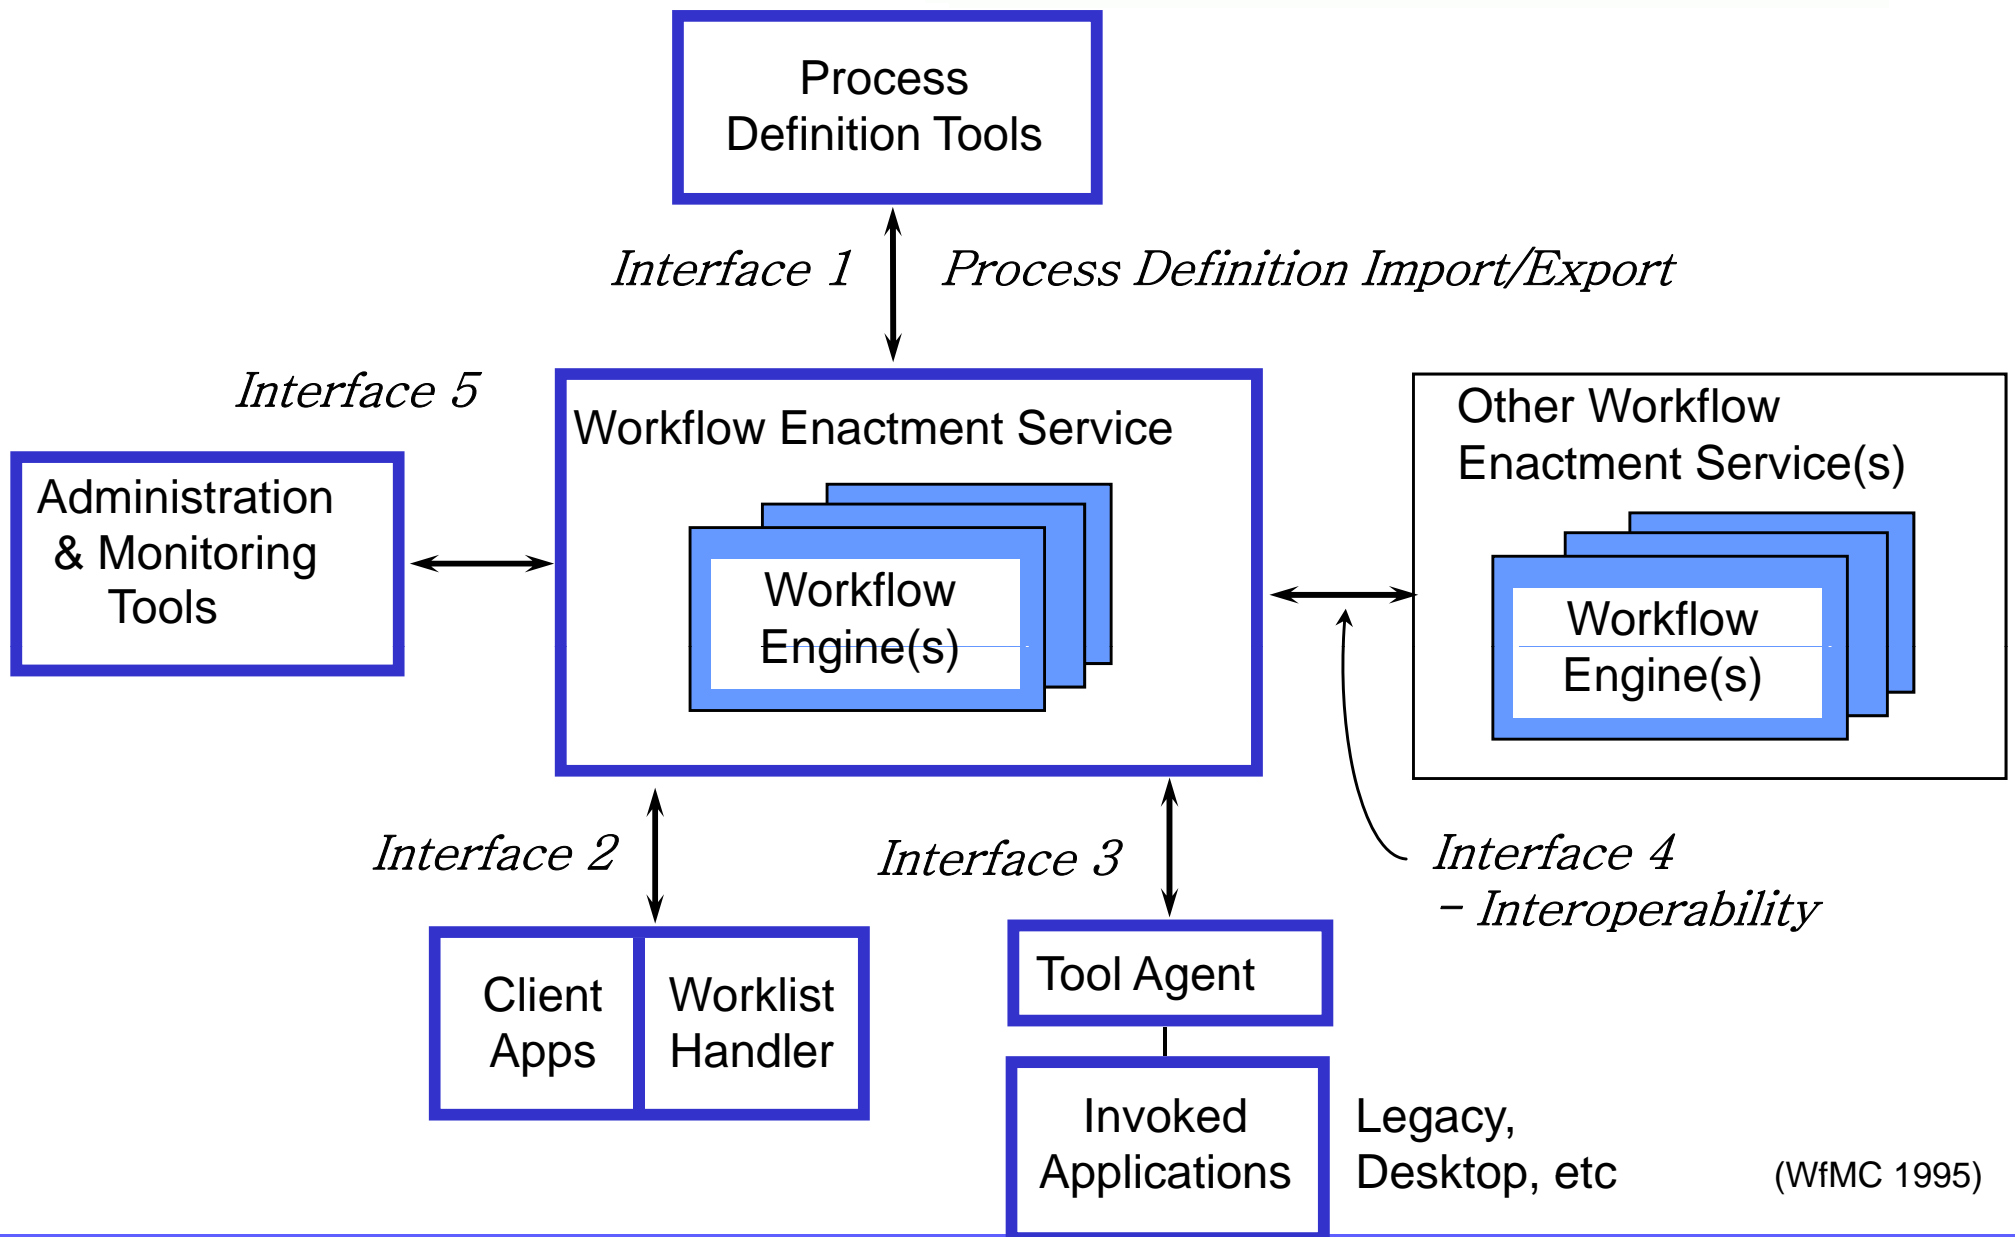 Process
Definition Tools
Interface 1
Process Definition Import/Export
Interface 5
Workflow Enactment Service
Other Workflow
Enactment Service(s)
Administration
& Monitoring
Tools
Workflow
Engine(s)
Workflow
Engine(s)
Interface 2
Interface 3
Interface 4
- Interoperability
Client
Apps
Worklist
Handler
Tool Agent
Invoked
Applications
Legacy,
Desktop, etc
(WfMC 1995)